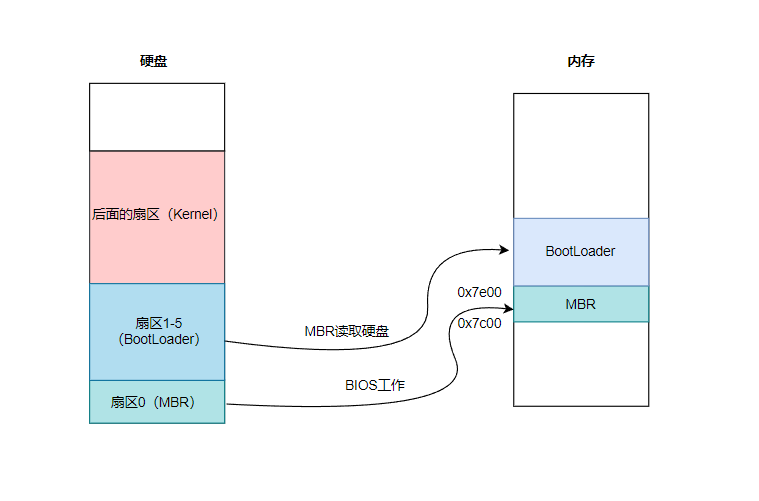 硬盘
内存
后面的扇区（Kernel）
BootLoader
0x7e00
MBR
扇区1-5
（BootLoader）
MBR读取硬盘
0x7c00
BIOS工作
扇区0（MBR）